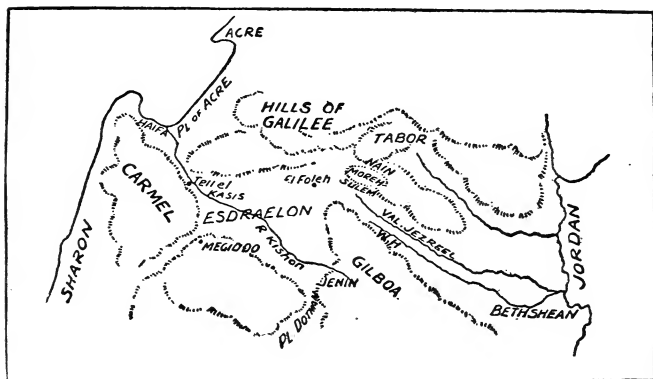 ACRE
PL OF ACRE
HAIFA
HILLS OF
GALILEE
TABOR
NAIN
MOREH
SULEM
El Foleh
Tell el
KASIS
CARMEL
ESDRAELON
VAL JEZREEL
W.H
MEGIDDO
R Kishon
GILBOA
JENIN
PL DOTHAN
SHARON
JORDAN
BETHSHEAN